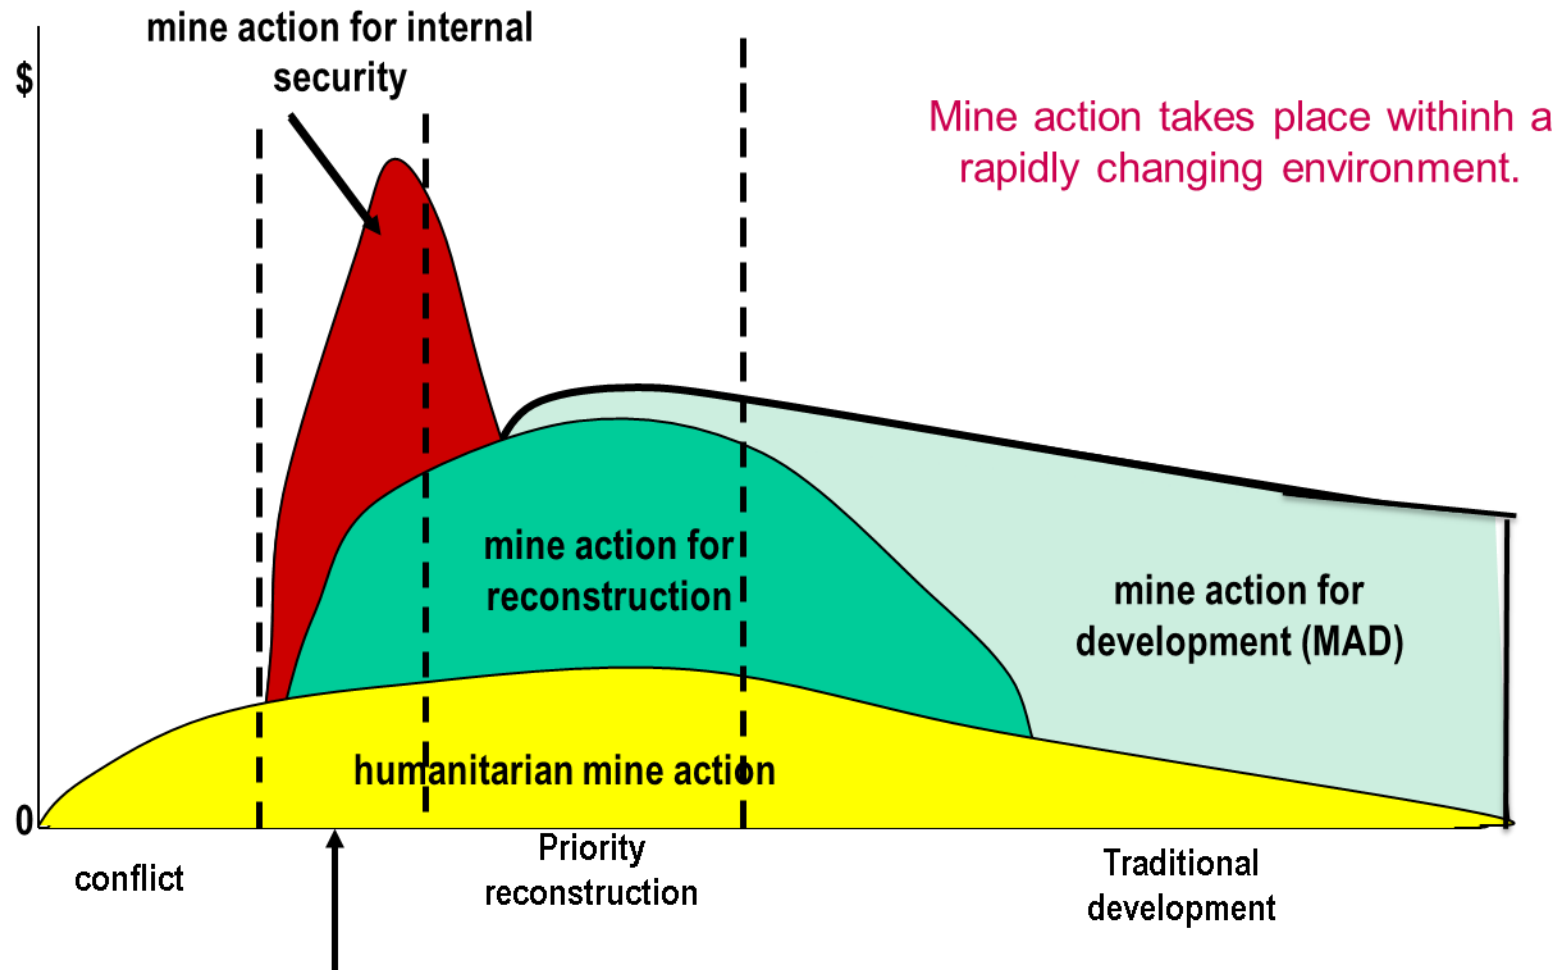 mine action for internal
security
$
Mine action takes place withinh a
rapidly changing environment.
mine action for
reconstruction
mine action for
development (MAD)
humanitarian mine action
0
conflict
Priority
reconstruction
Traditional
development